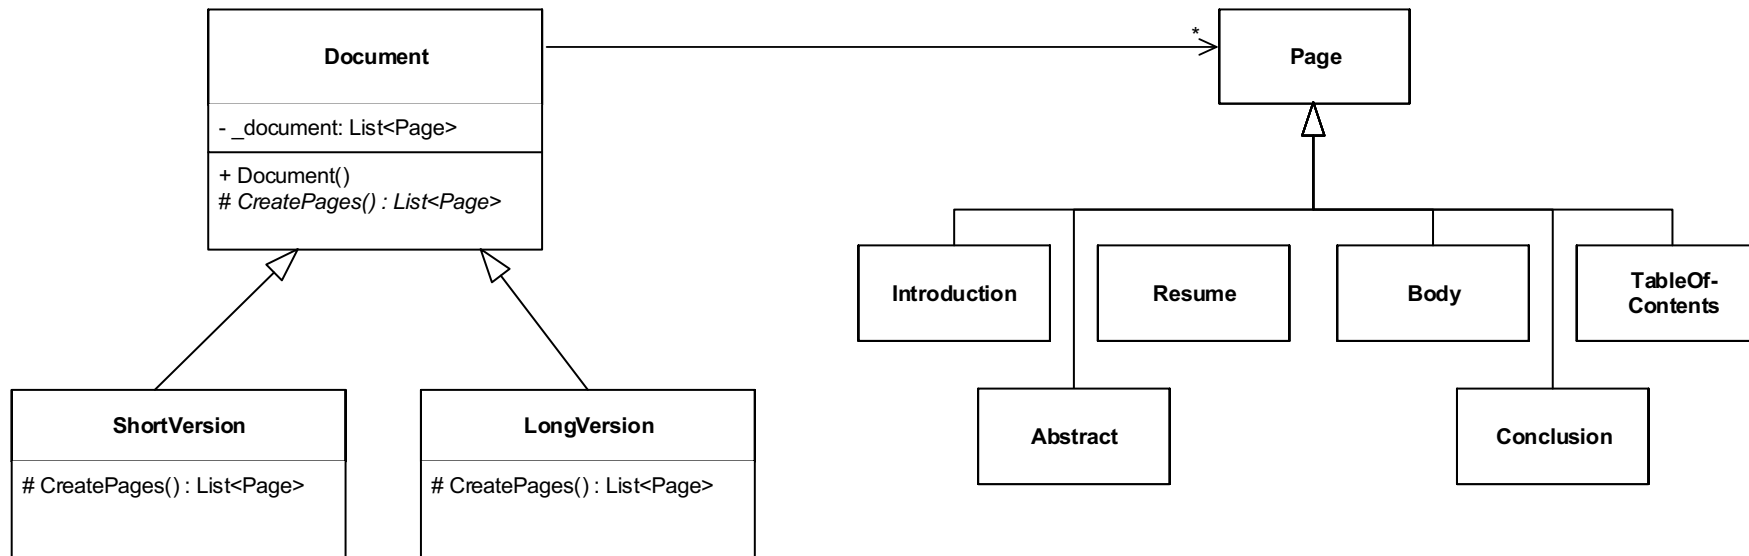 Document
- _document: List<Page>
+ Document()
# CreatePages() : List<Page>
*
Page
Introduction
Resume
Body
TableOf-
Contents
Abstract
Conclusion
ShortVersion
# CreatePages() : List<Page>
LongVersion
# CreatePages() : List<Page>